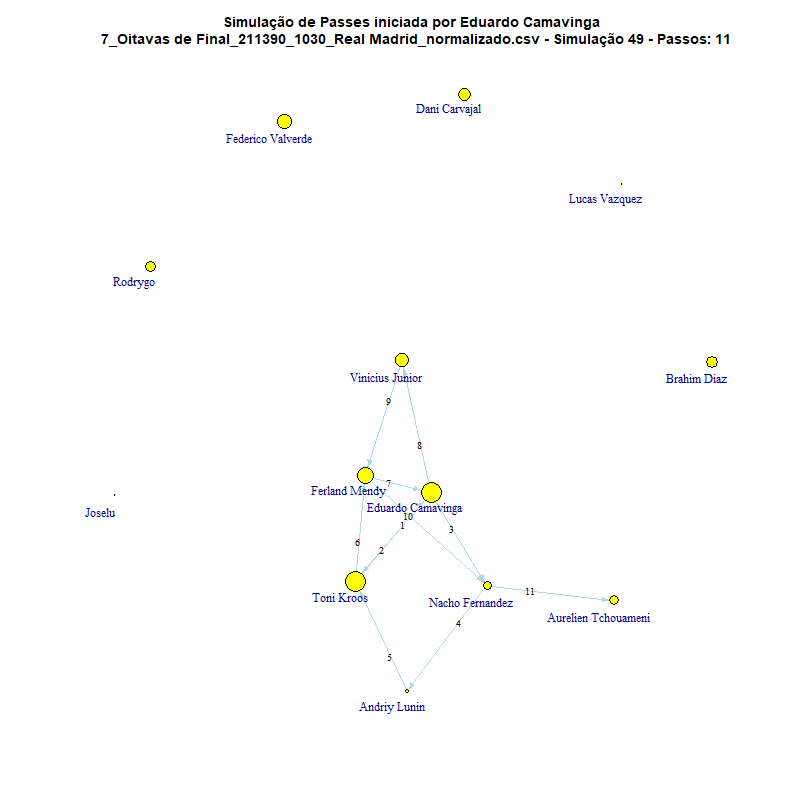 Simulação de Passes iniciada por Eduardo Camavinga
7_Oitavas de Final_211390_1030_Real Madrid_normalizado.csv - Simulação 49 - Passos: 11
Dani Carvajal
Federico Valverde
Lucas Vazquez
Rodrygo
Vinicius Junior
Brahim Diaz
9
8
7
Ferland Mendy
Eduardo Camavinga
Joselu
10
1
3
6
2
Toni Kroos
Nacho Fernandez
11
Aurelien Tchouameni
4
5
Andriy Lunin